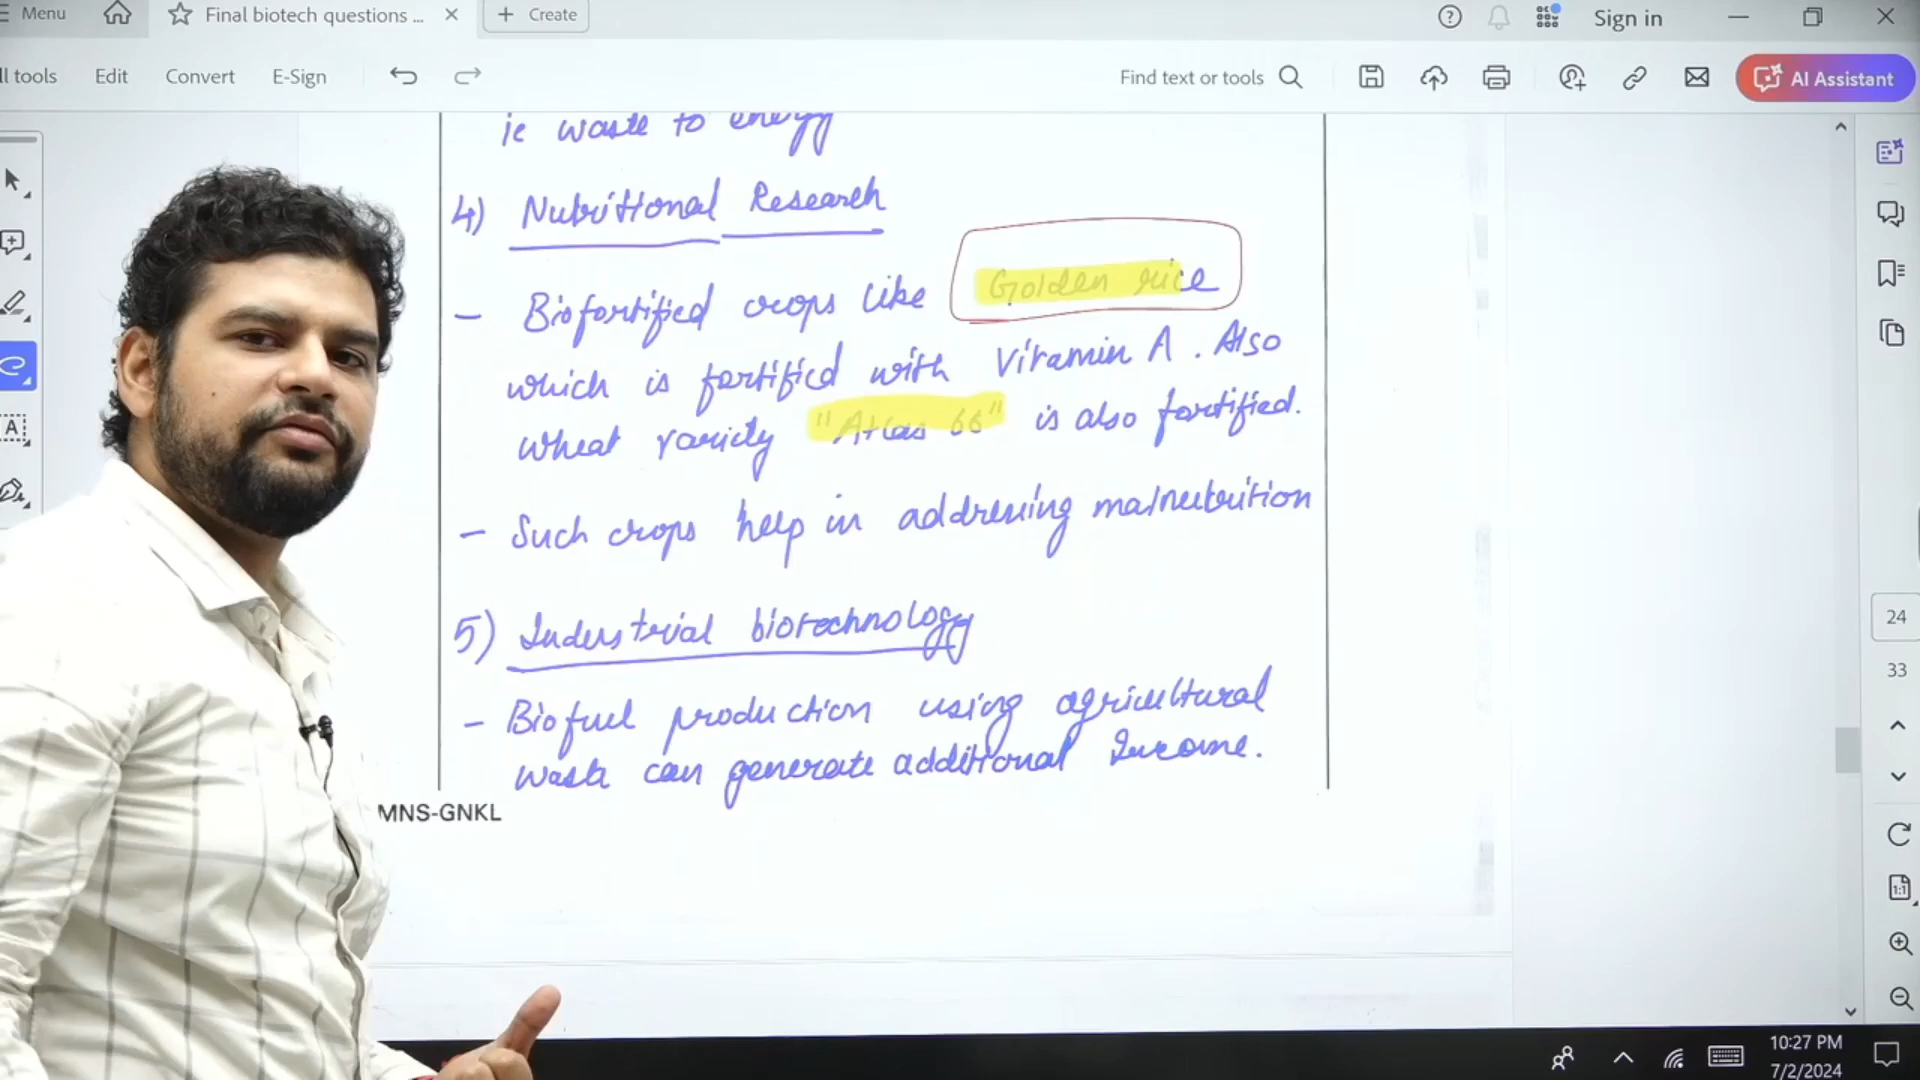 Menu
Final biotech questions ...
Create
Sign in
ll tools
Edit
Convert
E-Sign
Find text or tools
AI Assistant
ie waste to energy
4) Nutritional Research
- Biofortified crops like Golden rice
which is fortified with Vitamin A. Also
wheat variety "Atlas 66" is also fortified.
- Such crops help in addressing malnutrition
5) Industrial biotechnology
- Biofuel production using agricultural
waste can generate additional Income.
MNS-GNKL
24
33
1:1
10:27 PM
7/2/2024